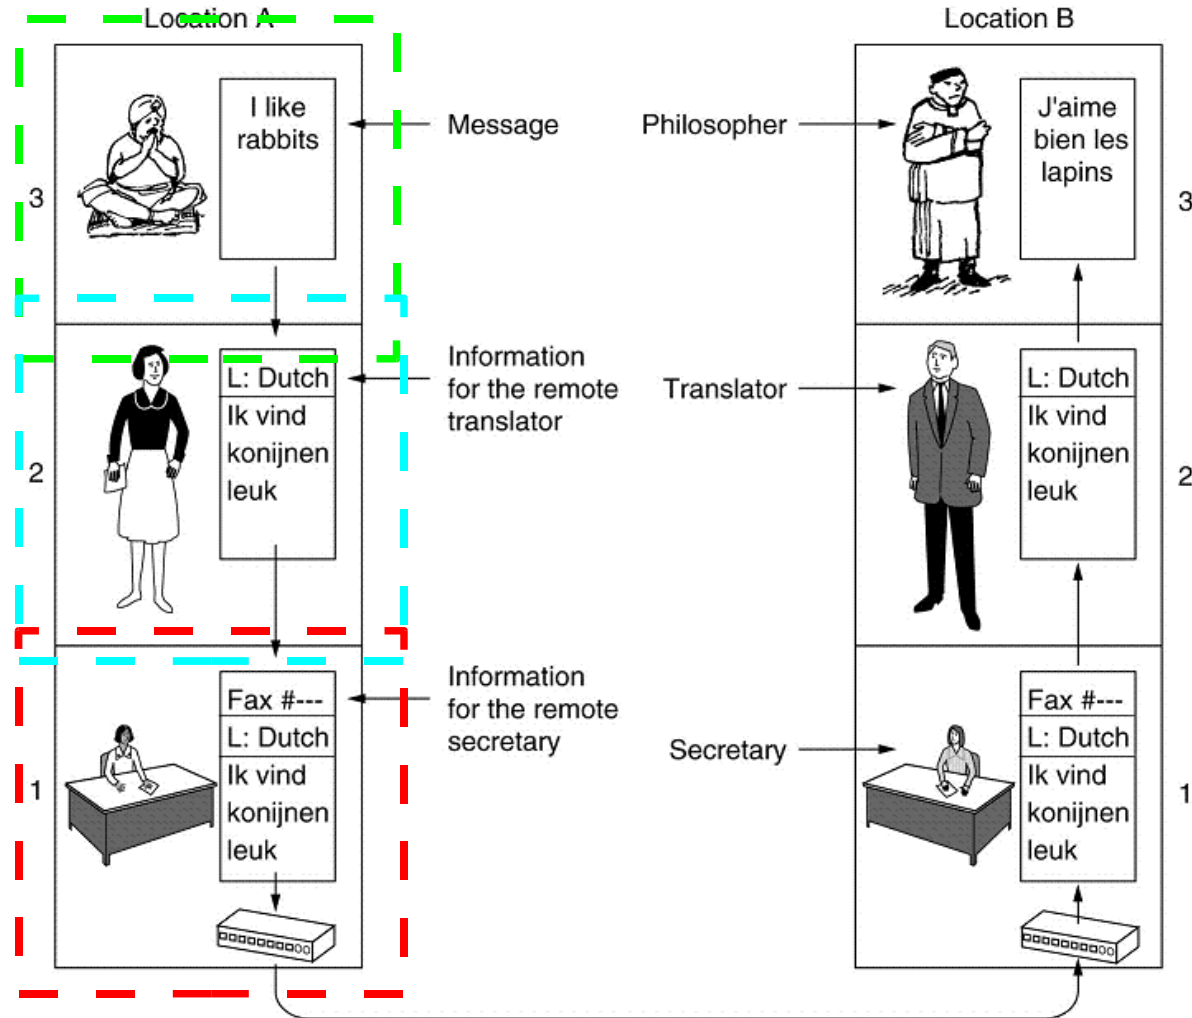 Location A
Location B
I like
rabbits
Message
Philosopher
J'aime
bien les
lapins
3
3
Information
for the remote
translator
L: Dutch
Ik vind
konijnen
leuk
Translator
L: Dutch
Ik vind
konijnen
leuk
2
2
Information
for the remote
secretary
Fax #---
L: Dutch
Ik vind
konijnen
leuk
Secretary
Fax #---
L: Dutch
Ik vind
konijnen
leuk
1
1